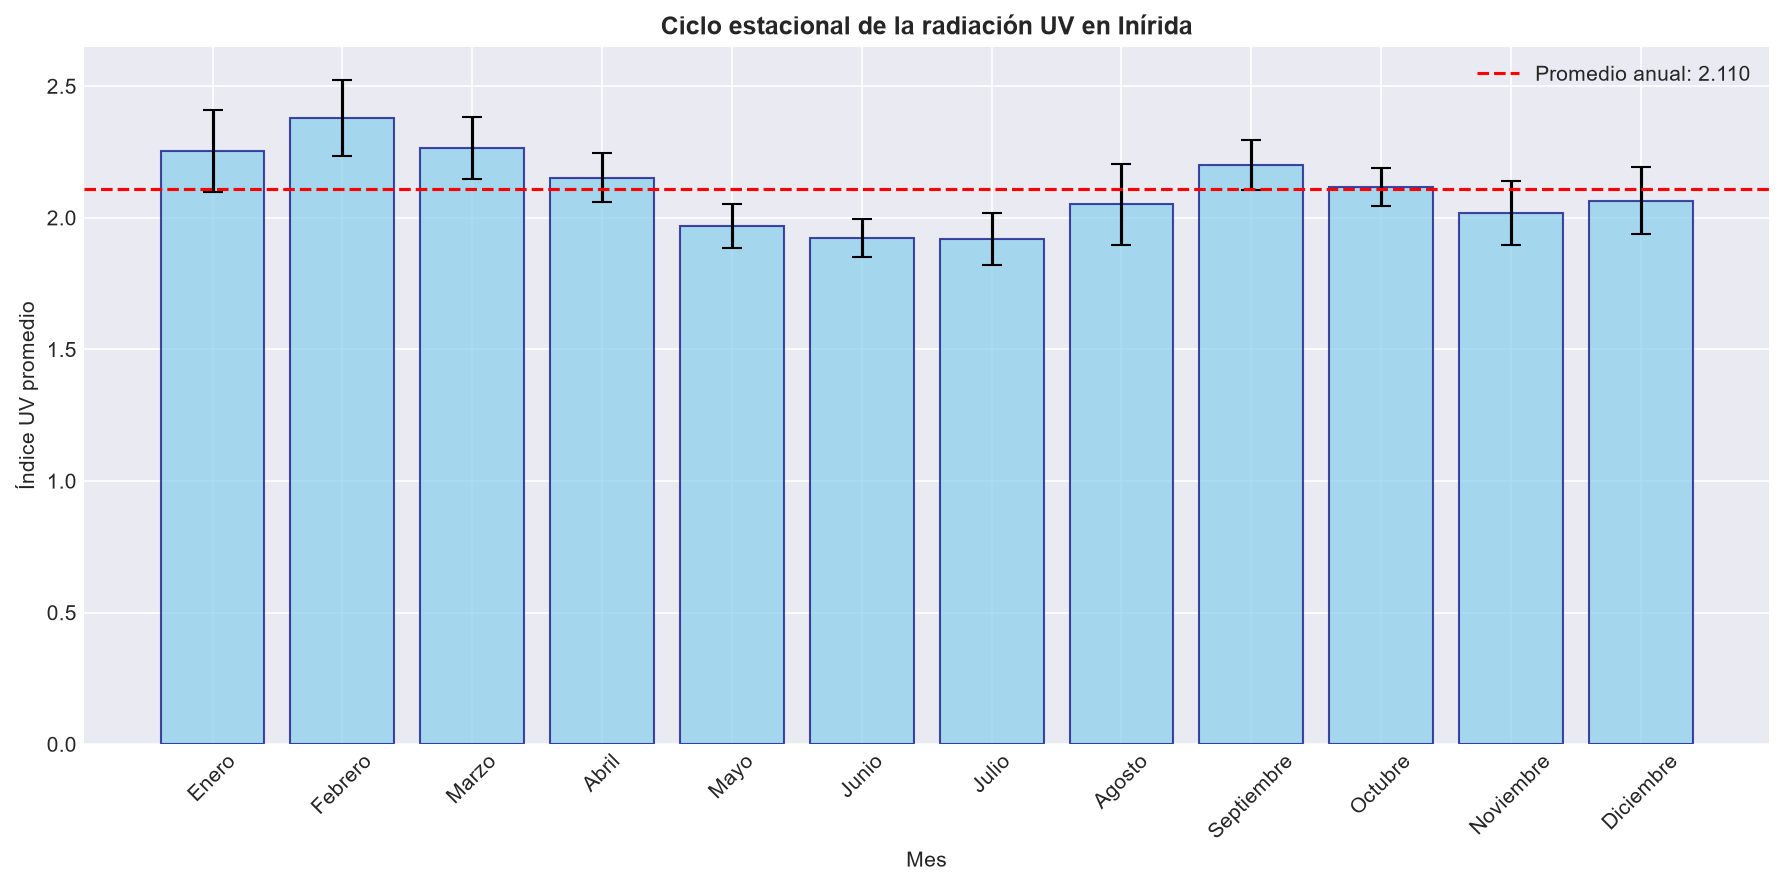 Ciclo estacional de la radiación UV en Inírida
Promedio anual: 2.110
Índice UV promedio
2.5
2.0
1.5
1.0
0.5
0.0
Enero
Febrero
Marzo
Abril
Mayo
Junio
Julio
Agosto
Septiembre
Octubre
Noviembre
Diciembre
Mes